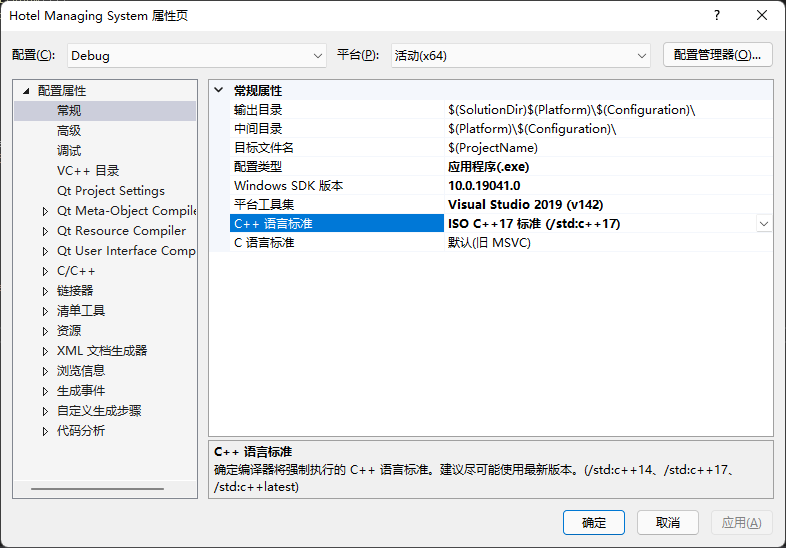 Hotel Managing System 属性页
配置(C): Debug 平台(P): 活动(x64) 配置管理器(O)...
配置属性
常规
高级
调试
VC++ 目录
Qt Project Settings
Qt Meta-Object Compile
Qt Resource Compiler
Qt User Interface Comp
C/C++
链接器
清单工具
资源
XML 文档生成器
浏览信息
生成事件
自定义生成步骤
代码分析
常规属性
输出目录 $(SolutionDir)$(Platform)\$(Configuration)\
中间目录 $(Platform)\$(Configuration)\
目标文件名 $(ProjectName)
配置类型 应用程序(.exe)
Windows SDK 版本 10.0.19041.0
平台工具集 Visual Studio 2019 (v142)
C++ 语言标准 ISO C++17 标准 (/std:c++17)
C 语言标准 默认(旧 MSVC)
C++ 语言标准
确定编译器将强制执行的 C++ 语言标准。建议尽可能使用最新版本。(/std:c++14、/std:c++17、
/std:c++latest)
确定 取消 应用(A)